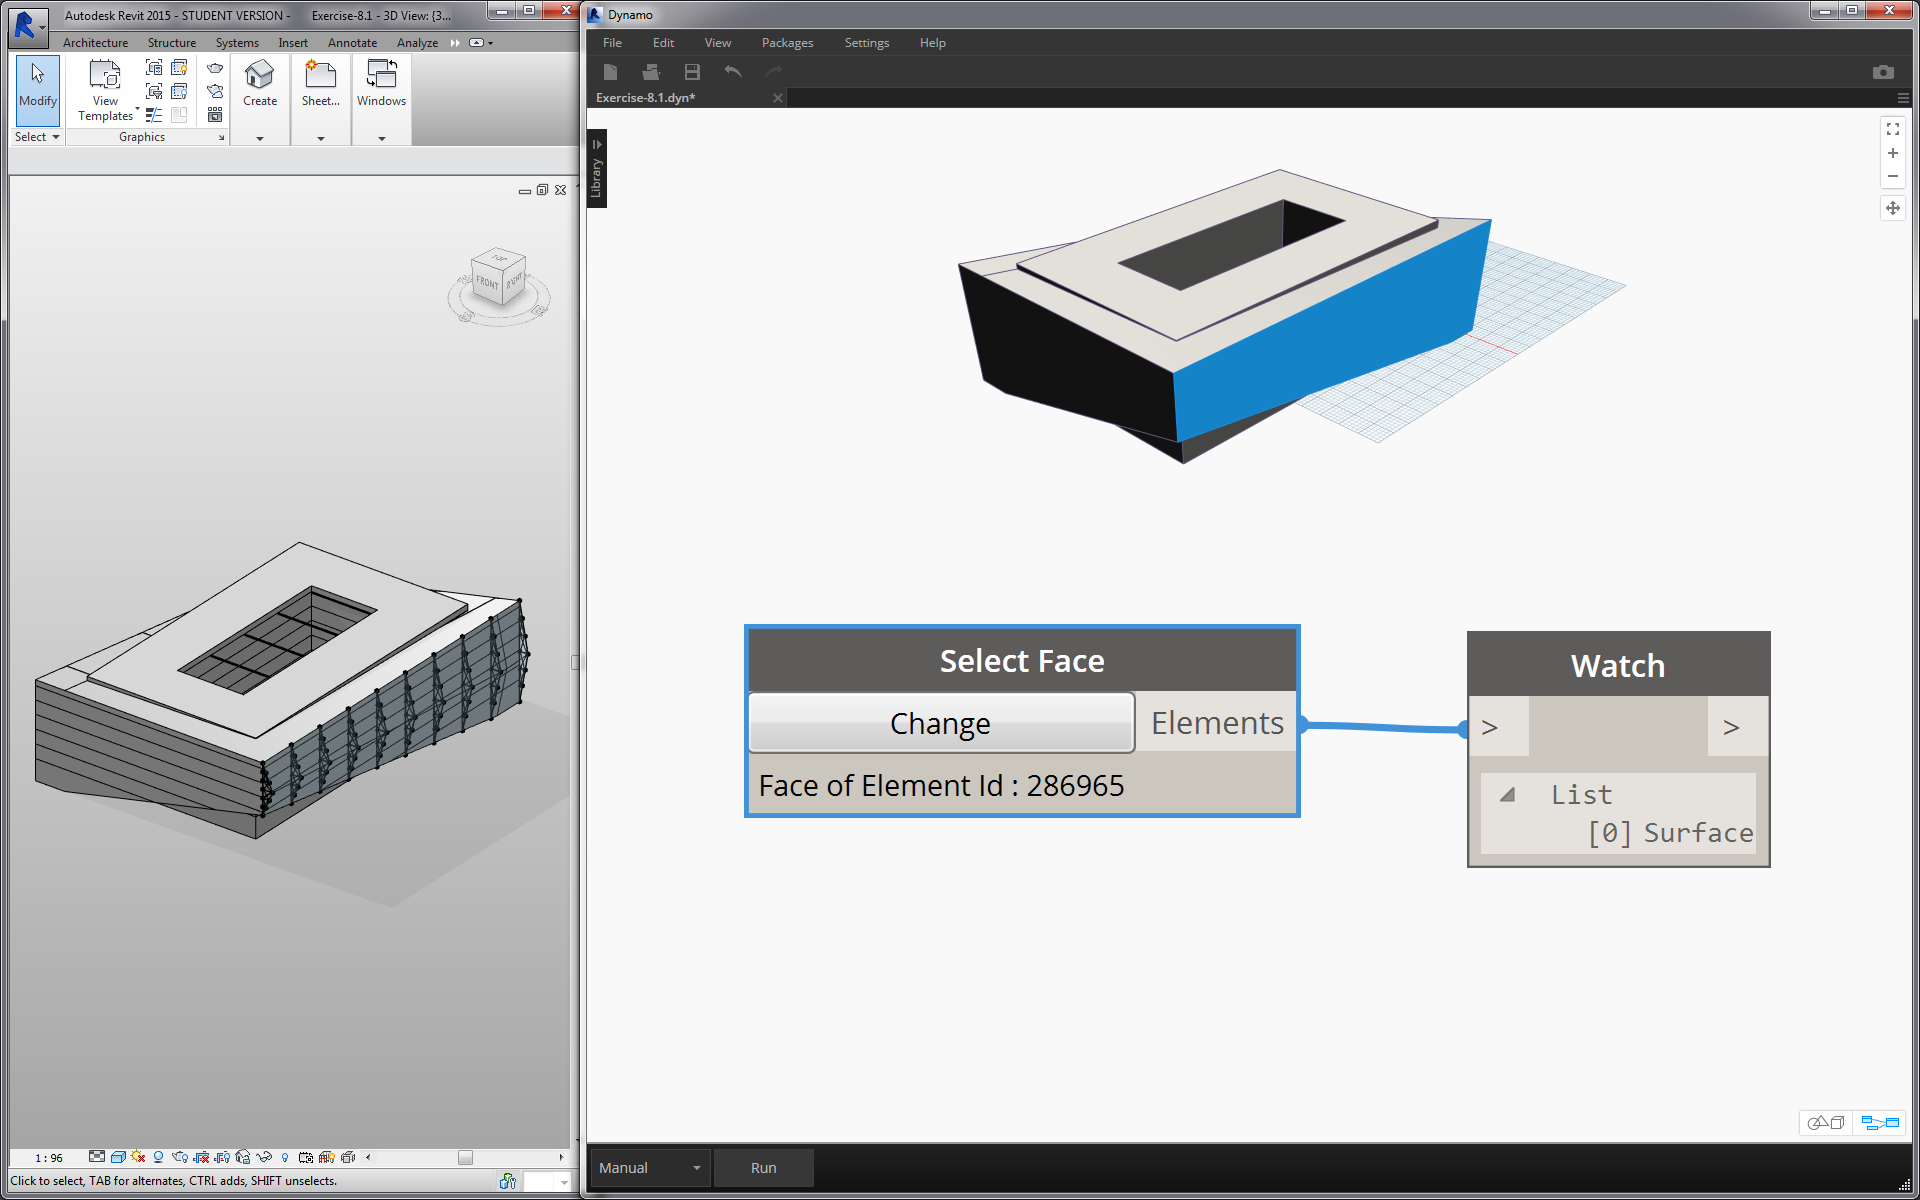 Autodesk Revit 2015 - STUDENT VERSION - Exercise-8.1 - 3D View: {3...
Architecture Structure Systems Insert Annotate Analyze
Modify
View
Templates
Create
Sheet...
Windows
Select
Graphics
TOP
FRONT
RIGHT
1 : 96
Click to select, TAB for alternates, CTRL adds, SHIFT unselects.
Dynamo
File Edit View Packages Settings Help
Exercise-8.1.dyn*
Library
Select Face
Change
Elements
Face of Element Id : 286965
Watch
> >
List
[0] Surface
Manual
Run